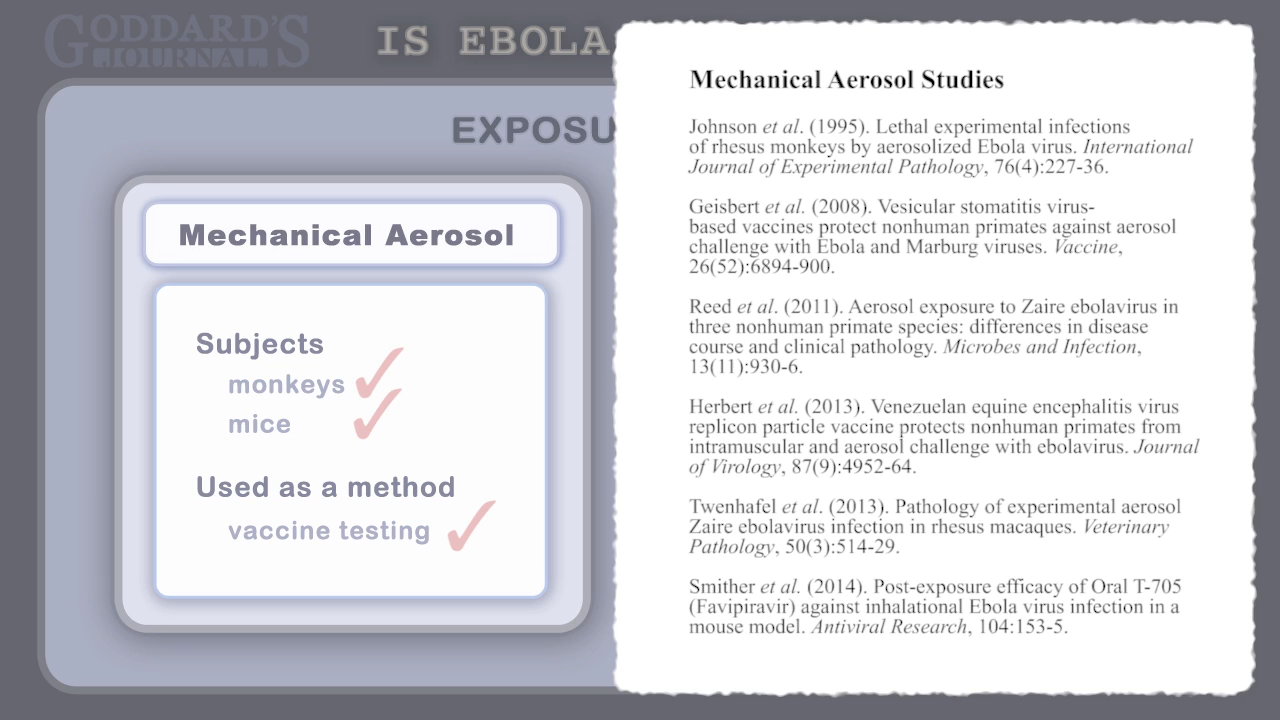 GODDARD'S
JOURNAL
IS EBOLA
EXPOSU
Mechanical Aerosol
Subjects
monkeys
mice
Used as a method
vaccine testing
Mechanical Aerosol Studies
Johnson et al. (1995). Lethal experimental infections
of rhesus monkeys by aerosolized Ebola virus. International
Journal of Experimental Pathology, 76(4):227-36.
Geisbert et al. (2008). Vesicular stomatitis virus-
based vaccines protect nonhuman primates against aerosol
challenge with Ebola and Marburg viruses. Vaccine,
26(52):6894-900.
Reed et al. (2011). Aerosol exposure to Zaire ebolavirus in
three nonhuman primate species: differences in disease
course and clinical pathology. Microbes and Infection,
13(11):930-6.
Herbert et al. (2013). Venezuelan equine encephalitis virus
replicon particle vaccine protects nonhuman primates from
intramuscular and aerosol challenge with ebolavirus. Journal
of Virology, 87(9):4952-64.
Twenhafel et al. (2013). Pathology of experimental aerosol
Zaire ebolavirus infection in rhesus macaques. Veterinary
Pathology, 50(3):514-29.
Smither et al. (2014). Post-exposure efficacy of Oral T-705
(Favipiravir) against inhalational Ebola virus infection in a
mouse model. Antiviral Research, 104:153-5.